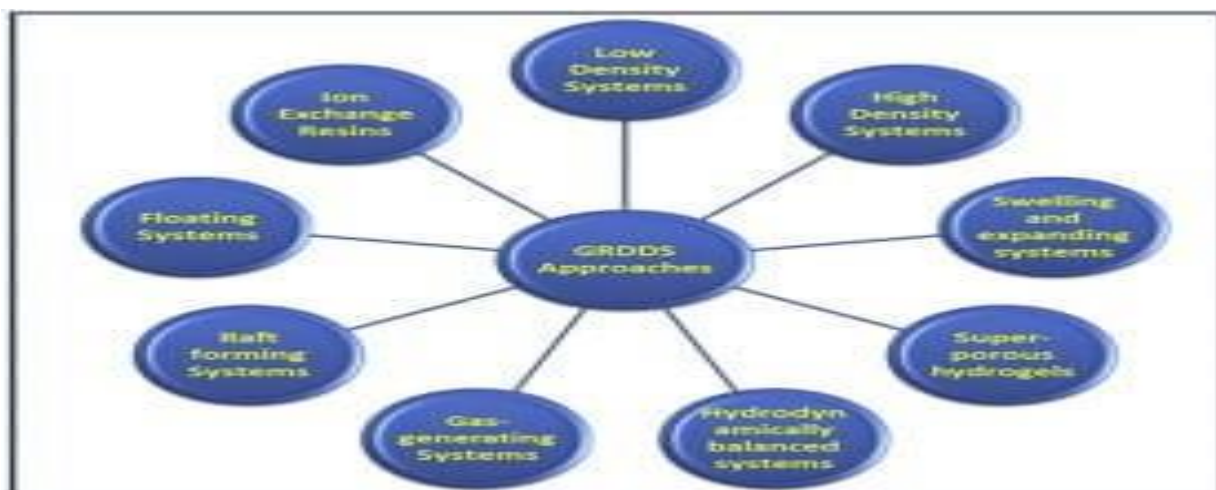 Low
Density
Systems
High
Density
Systems
Swelling
and
expanding
systems
Super-
porous
hydrogels
Hydrodyn
amically
balanced
systems
Gas-
generating
Systems
Raft
forming
Systems
Floating
Systems
Ion
Exchange
Resins
GRDDS
Approaches